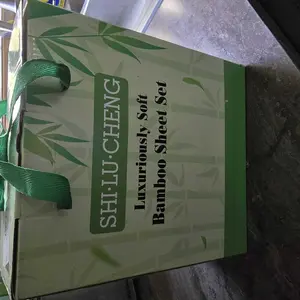 SHI·LU·CHENG
Luxuriously Soft
Bamboo Sheet Set